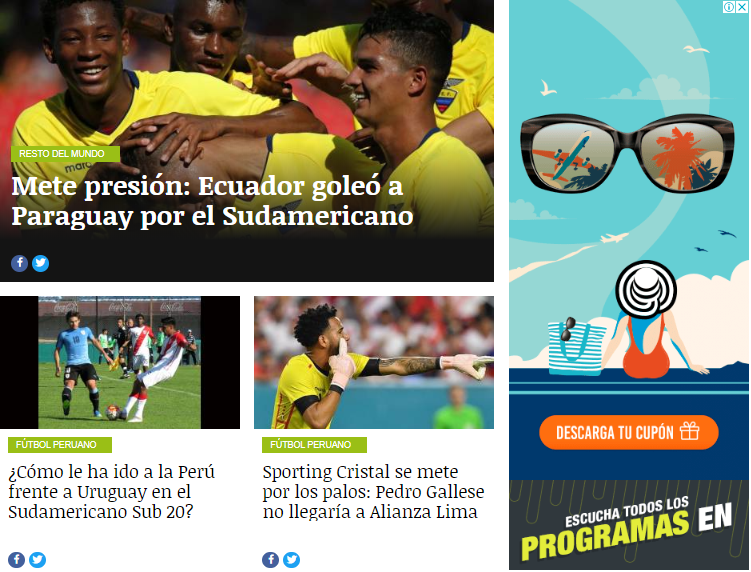 RESTO DEL MUNDO
Mete presión: Ecuador goleó a
Paraguay por el Sudamericano
FÚTBOL PERUANO
¿Cómo le ha ido a la Perú
frente a Uruguay en el
Sudamericano Sub 20?
FÚTBOL PERUANO
Sporting Cristal se mete
por los palos: Pedro Gallese
no llegaría a Alianza Lima
DESCARGA TU CUPÓN
ESCUCHA TODOS LOS
PROGRAMAS EN